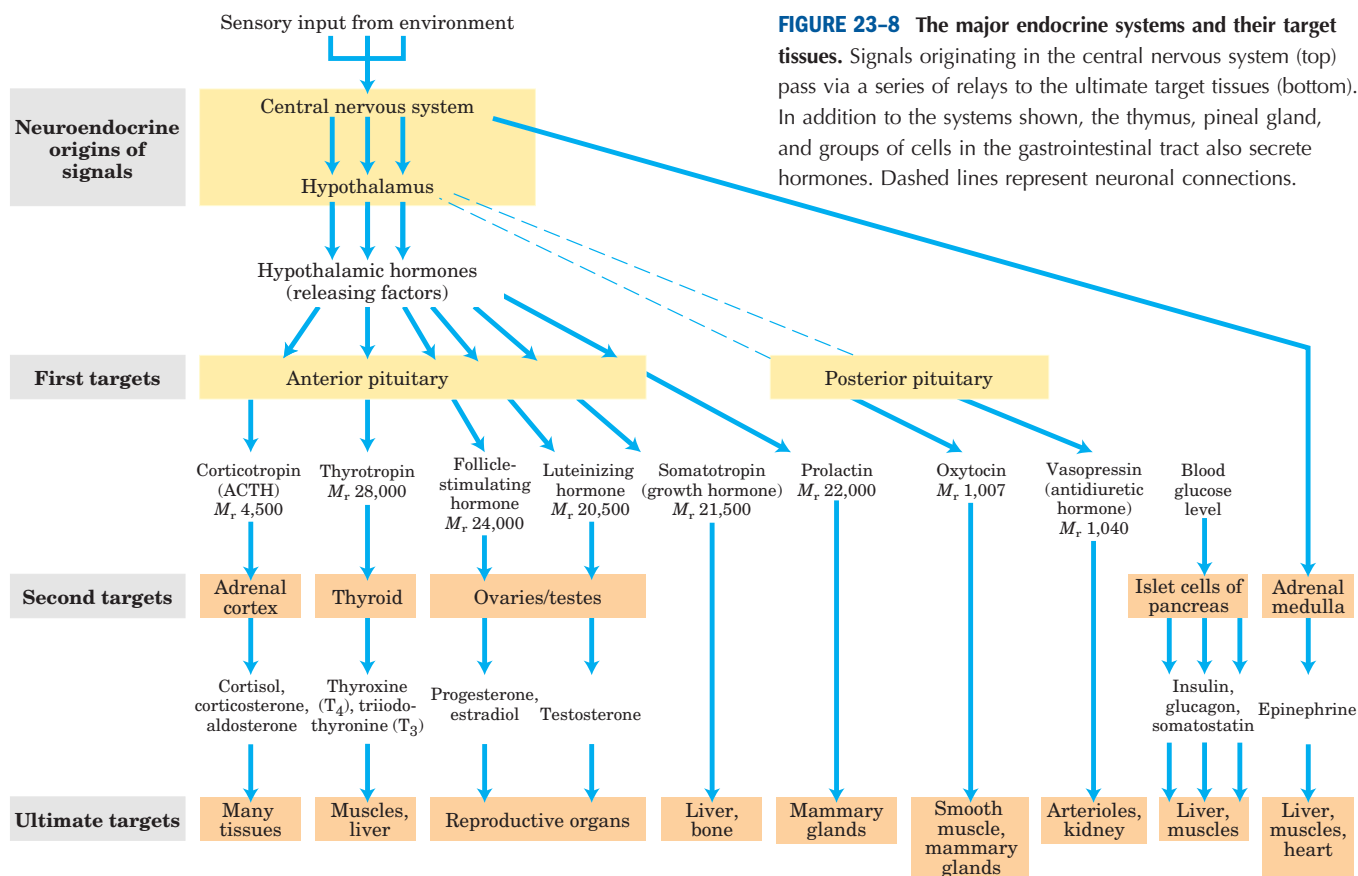 Sensory input from environment
FIGURE 23–8 The major endocrine systems and their target
tissues. Signals originating in the central nervous system (top)
pass via a series of relays to the ultimate target tissues (bottom).
In addition to the systems shown, the thymus, pineal gland,
and groups of cells in the gastrointestinal tract also secrete
hormones. Dashed lines represent neuronal connections.
Neuroendocrine
origins of
signals
Central nervous system
Hypothalamus
Hypothalamic hormones
(releasing factors)
First targets
Anterior pituitary
Posterior pituitary
Corticotropin
(ACTH)
Mr 4,500
Thyrotropin
Mr 28,000
Follicle-
stimulating
hormone
Mr 24,000
Luteinizing
hormone
Mr 20,500
Somatotropin
(growth hormone)
Mr 21,500
Prolactin
Mr 22,000
Oxytocin
Mr 1,007
Vasopressin
(antidiuretic
hormone)
Mr 1,040
Blood
glucose
level
Second targets
Adrenal
cortex
Thyroid
Ovaries/testes
Islet cells of
pancreas
Adrenal
medulla
Cortisol,
corticosterone,
aldosterone
Thyroxine
(T4), triiodo-
thyronine (T3)
Progesterone,
estradiol
Testosterone
Insulin,
glucagon,
somatostatin
Epinephrine
Ultimate targets
Many
tissues
Muscles,
liver
Reproductive organs
Liver,
bone
Mammary
glands
Smooth
muscle,
mammary
glands
Arterioles,
kidney
Liver,
muscles
Liver,
muscles,
heart